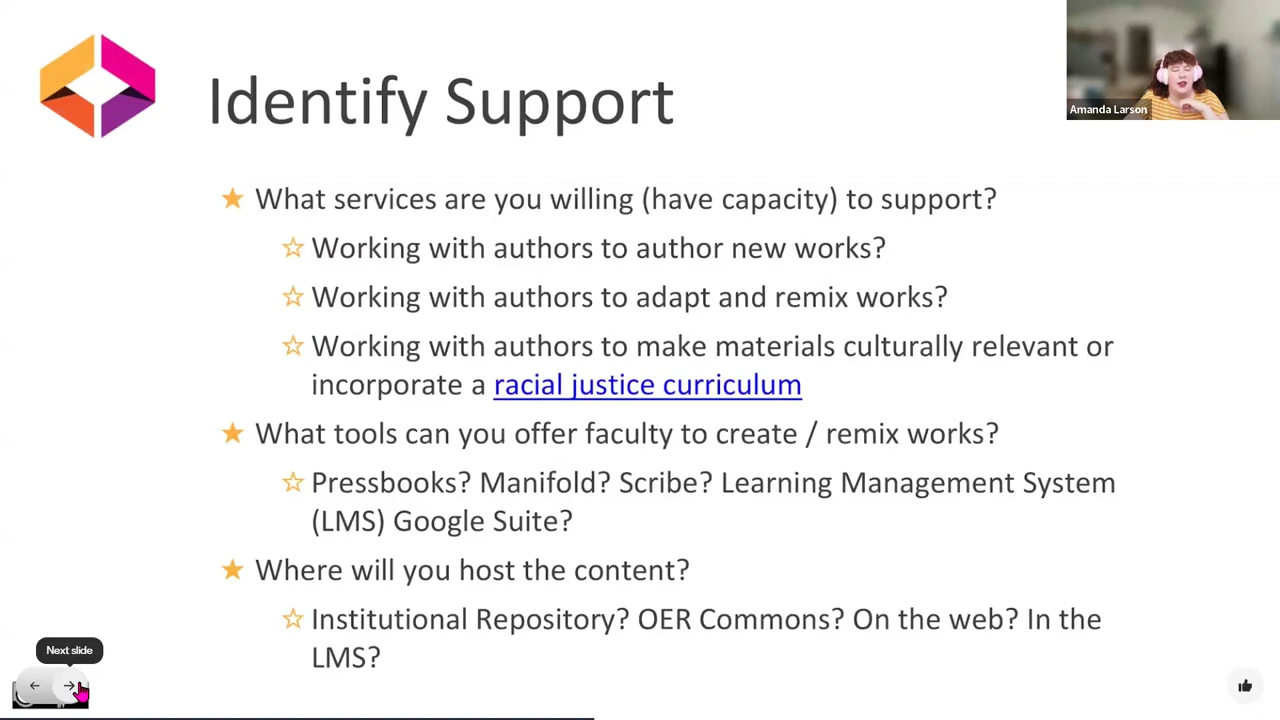 Identify Support
Amanda Larson
★ What services are you willing (have capacity) to support?
☆ Working with authors to author new works?
☆ Working with authors to adapt and remix works?
☆ Working with authors to make materials culturally relevant or
incorporate a racial justice curriculum
★ What tools can you offer faculty to create / remix works?
☆ Pressbooks? Manifold? Scribe? Learning Management System
(LMS) Google Suite?
★ Where will you host the content?
☆ Institutional Repository? OER Commons? On the web? In the
LMS?
Next slide
BY